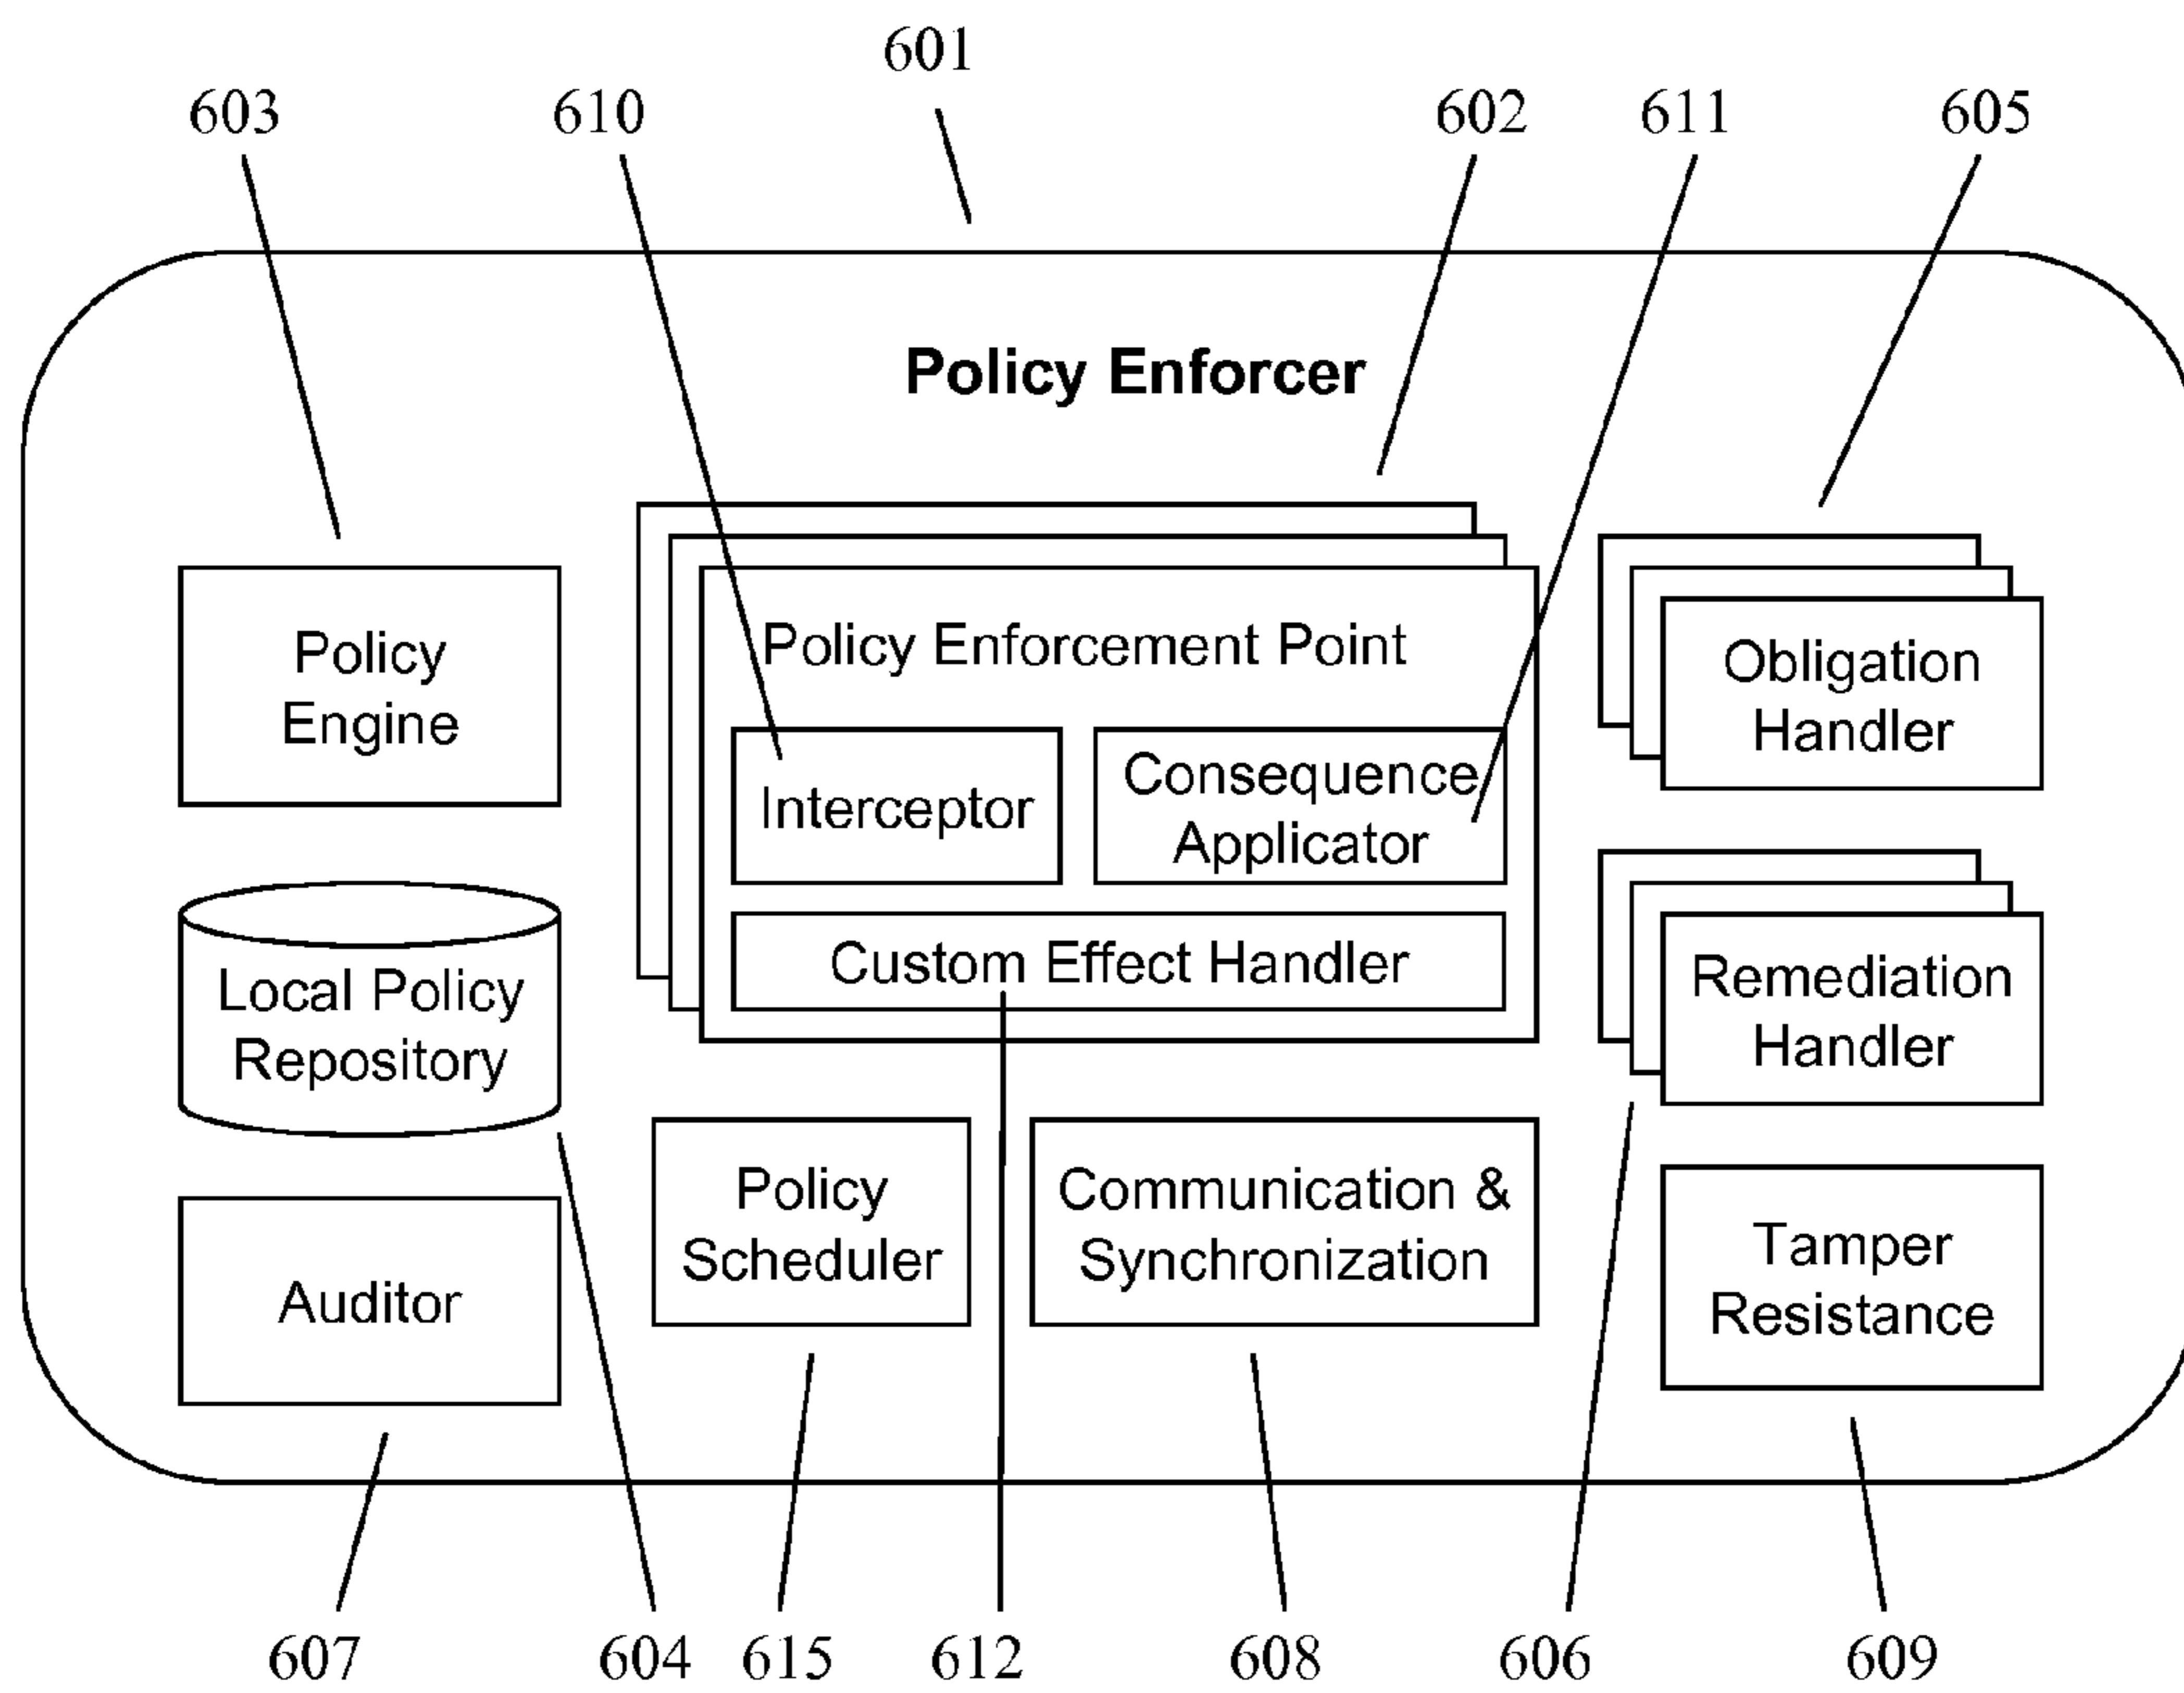 601
603
610
602
611
605
Policy Enforcer
Policy
Engine
Policy Enforcement Point
Interceptor
Consequence
Applicator
Custom Effect Handler
Obligation
Handler
Local Policy
Repository
Remediation
Handler
Auditor
Policy
Scheduler
Communication &
Synchronization
Tamper
Resistance
607
604
615
612
608
606
609